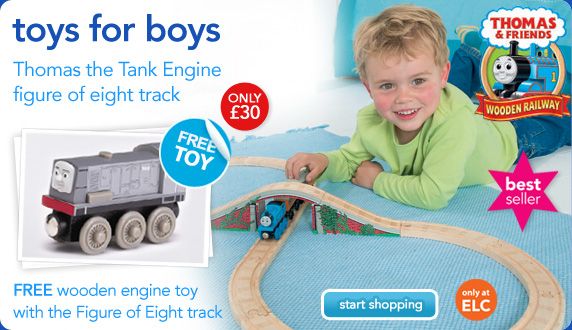 toys for boys
Thomas the Tank Engine
figure of eight track
ONLY
£30
FREE
TOY
THOMAS
& FRIENDS
1
WOODEN RAILWAY
best
seller
FREE wooden engine toy
with the Figure of Eight track
start shopping
only at
ELC